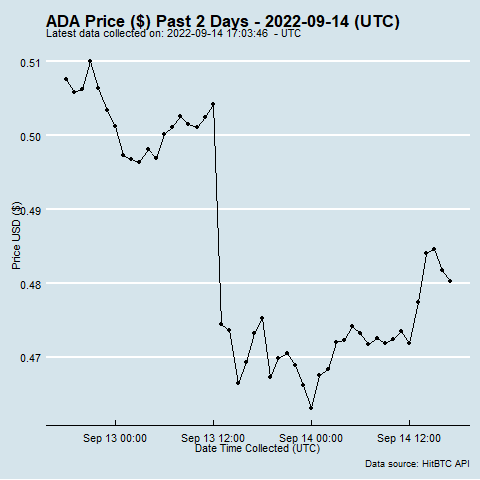 ADA Price ($) Past 2 Days - 2022-09-14 (UTC)
Latest data collected on: 2022-09-14 17:03:46  - UTC
0.51
0.50
0.49
0.48
0.47
Price USD ($)
Sep 13 00:00
Sep 13 12:00
Sep 14 00:00
Sep 14 12:00
Date Time Collected (UTC)
Data source: HitBTC API